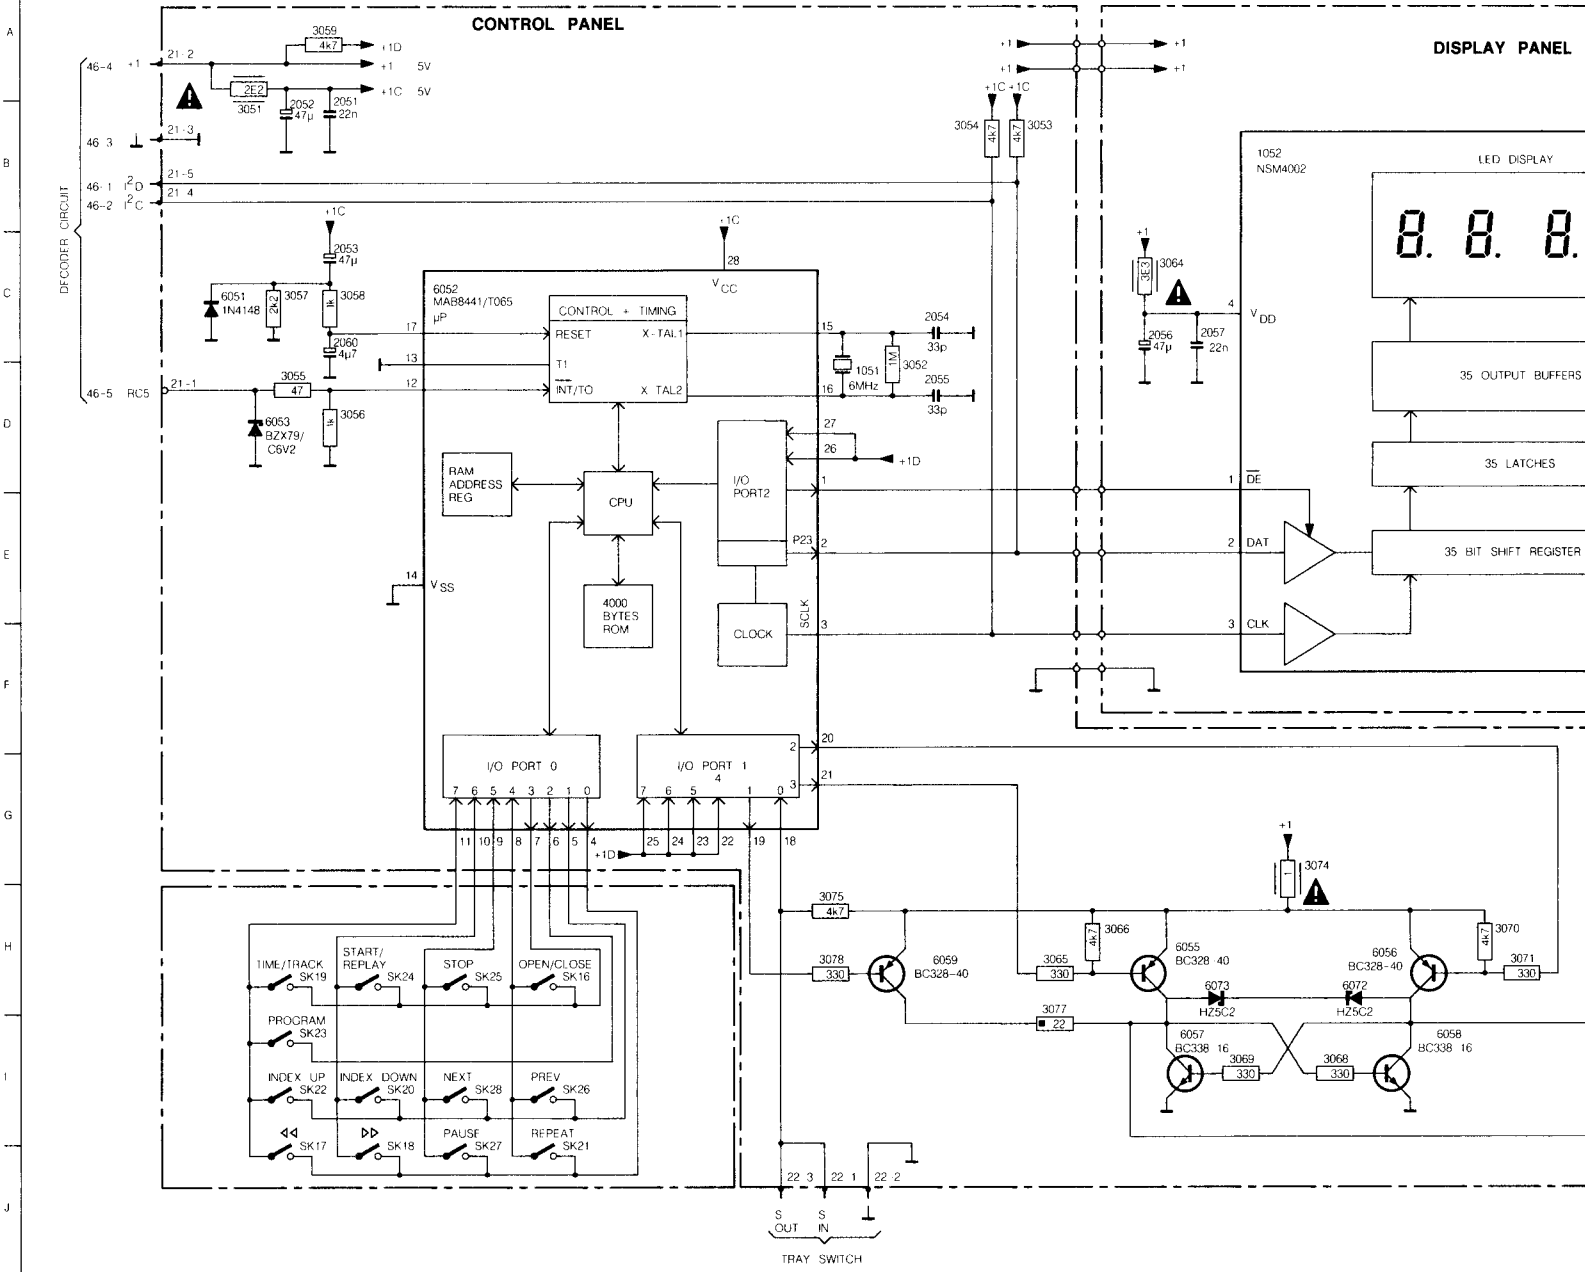 CONTROL PANEL
DISPLAY PANEL
A
B
C
D
E
F
G
H
I
J
DECODER CIRCUIT
46-4 +1 21-2
46-3 21-3
46-1 I²D 21-5
46-2 I²C 21-4
46-5 RC5 21-1
3059
4k7
+1D
+1 5V
+1C 5V
2E2
3051
2052
47µ
2051
22n
+1 +1
+1 +1
+1C +1C
3054
4k7
4k7
3053
+1C
2053
47µ
6051
1N4148
2k2
3057
1k
3058
2060
4µ7
3055
47
1k
3056
6053
BZX79/
C6V2
+1C
28
VCC
6052
MAB8441/T065
µP
CONTROL + TIMING
RESET
X-TAL1
T1
INT/TO
X TAL2
17
13
12
15
16
14
VSS
2054
33p
1M
3052
1051
6MHz
2055
33p
27
26
+1D
1
2
3
RAM
ADDRESS
REG
CPU
I/O
PORT2
P23
4000
BYTES
ROM
CLOCK
SCLK
I/O PORT 0
7 6 5 4 3 2 1 0
11 10 9 8 7 6 5 4
I/O PORT 1
7 6 5 4 1 0
2
3
20
21
+1D
25 24 23 22 19 18
1052
NSM4002
LED DISPLAY
8. 8. 8.
+1
3E3
3064
2056
47µ
2057
22n
4
VDD
35 OUTPUT BUFFERS
35 LATCHES
35 BIT SHIFT REGISTER
1 DE
2 DAT
3 CLK
+1
1
3074
3075
4k7
3078
330
6059
BC328-40
3066
4k7
3065
330
6055
BC328-40
6056
BC328-40
3070
4k7
3071
330
6073
HZ5C2
6072
HZ5C2
3077
22
6057
BC338 16
3069
330
3068
330
6058
BC338 16
TIME/TRACK
SK19
START/
REPLAY
SK24
STOP
SK25
OPEN/CLOSE
SK16
PROGRAM
SK23
INDEX UP
SK22
INDEX DOWN
SK20
NEXT
SK28
PREV
SK26
SK17
SK18
PAUSE
SK27
REPEAT
SK21
22 3
22 1
22 2
S
OUT
S
IN
TRAY SWITCH